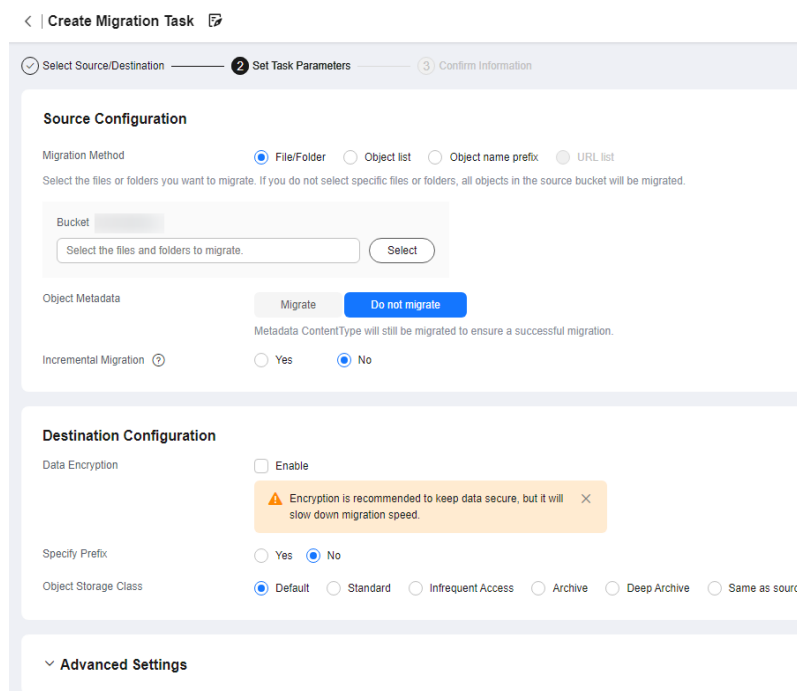 Create Migration Task
Select Source/Destination 2 Set Task Parameters 3 Confirm Information
Source Configuration
Migration Method File/Folder Object list Object name prefix URL list
Select the files or folders you want to migrate. If you do not select specific files or folders, all objects in the source bucket will be migrated.
Bucket
Select the files and folders to migrate. Select
Object Metadata Migrate Do not migrate
Metadata ContentType will still be migrated to ensure a successful migration.
Incremental Migration ? Yes No
Destination Configuration
Data Encryption Enable
Encryption is recommended to keep data secure, but it will
slow down migration speed.
Specify Prefix Yes No
Object Storage Class Default Standard Infrequent Access Archive Deep Archive Same as sourc
Advanced Settings